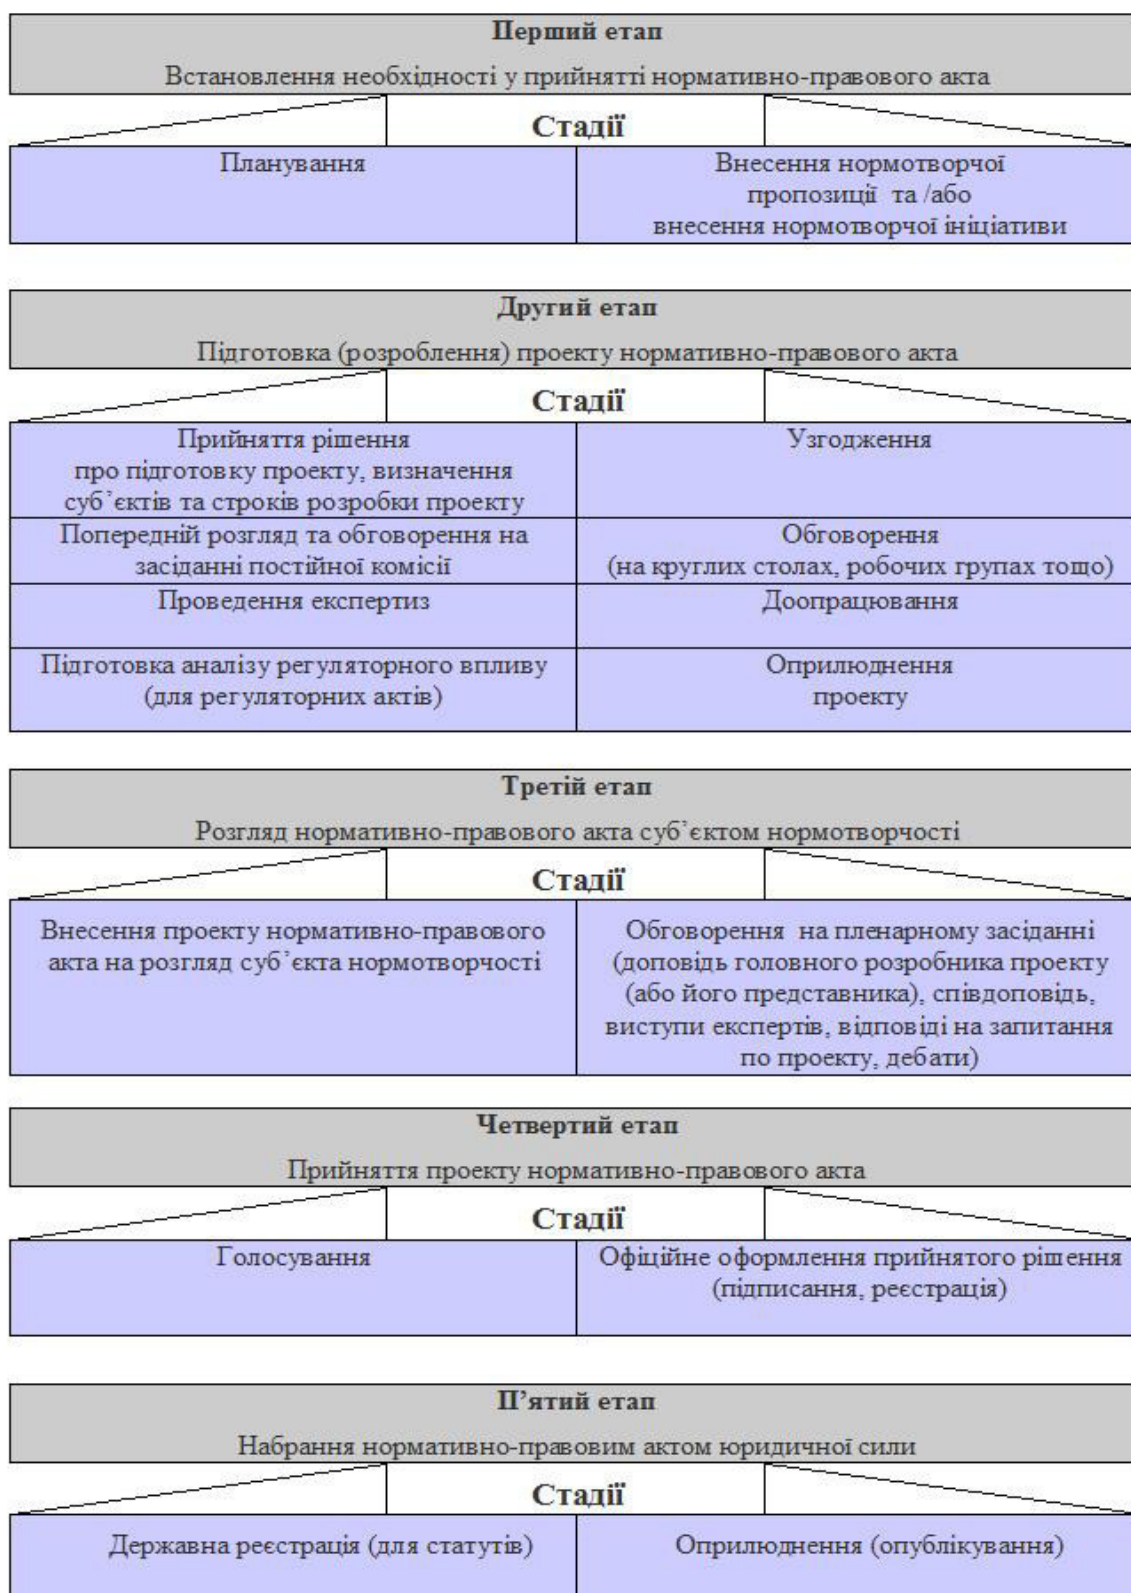 Перший етап
Встановлення необхідності у прийнятті нормативно-правового акта
Стадії
Планування
Внесення нормотворчої
пропозиції та /або
внесення нормотворчої ініціативи
Другий етап
Підготовка (розроблення) проекту нормативно-правового акта
Стадії
Прийняття рішення
про підготовку проекту, визначення
суб’єктів та строків розробки проекту
Узгодження
Попередній розгляд та обговорення на
засіданні постійної комісії
Обговорення
(на круглих столах, робочих групах тощо)
Проведення експертиз
Доопрацювання
Підготовка аналізу регуляторного впливу
(для регуляторних актів)
Оприлюднення
проекту
Третій етап
Розгляд нормативно-правового акта суб’єктом нормотворчості
Стадії
Внесення проекту нормативно-правового
акта на розгляд суб’єкта нормотворчості
Обговорення на пленарному засіданні
(доповідь головного розробника проекту
(або його представника), співдоповідь,
виступи експертів, відповіді на запитання
по проекту, дебати)
Четвертий етап
Прийняття проекту нормативно-правового акта
Стадії
Голосування
Офіційне оформлення прийнятого рішення
(підписання, реєстрація)
П’ятий етап
Набрання нормативно-правовим актом юридичної сили
Стадії
Державна реєстрація (для статутів)
Оприлюднення (опублікування)